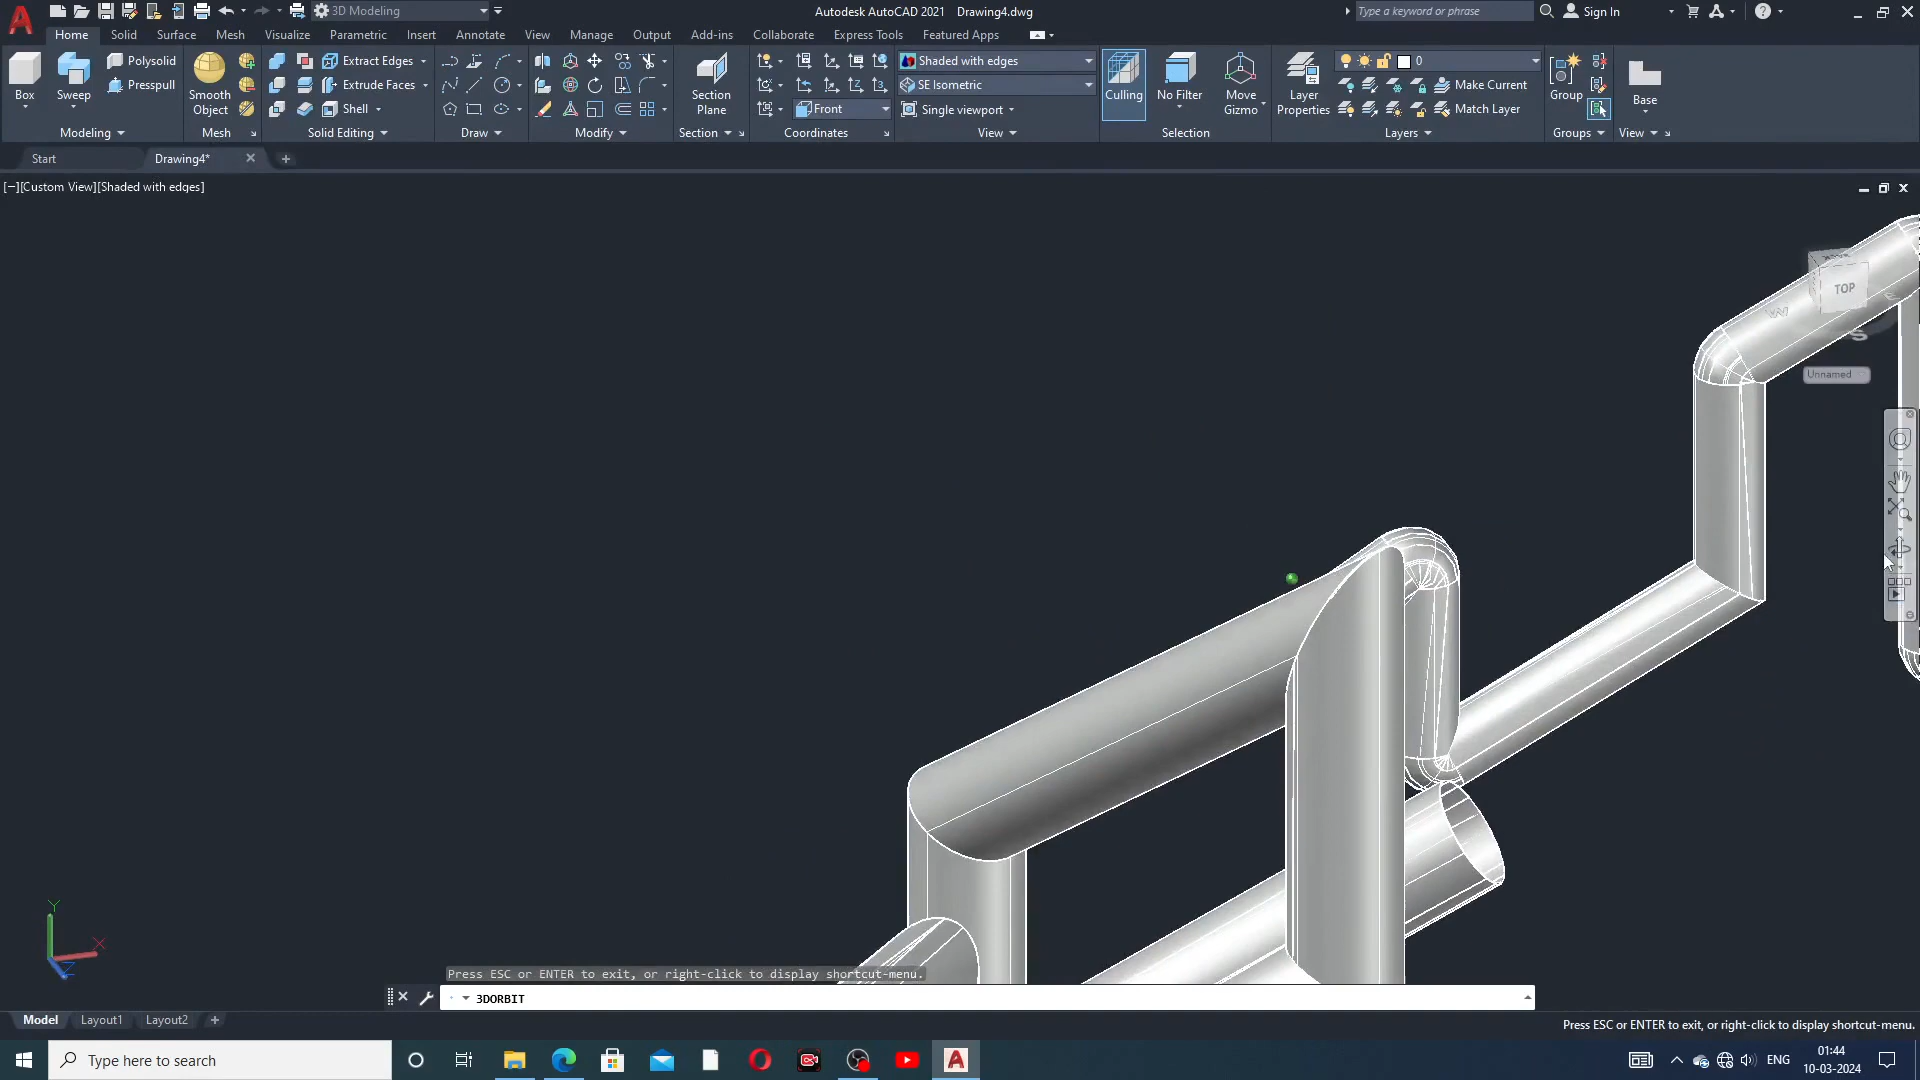 3D Modeling
Autodesk AutoCAD 2021 Drawing4.dwg
Type a keyword or phrase
Sign In
Home Solid Surface Mesh Visualize Parametric Insert Annotate View Manage Output Add-ins Collaborate Express Tools Featured Apps
Polysolid
Extract Edges
Shaded with edges
0
Presspull
Extrude Faces
SE Isometric
Make Current
Box
Sweep
Smooth
Object
Shell
Section
Plane
Front
Single viewport
Culling
No Filter
Move
Gizmo
Layer
Properties
Match Layer
Group
Base
Modeling
Mesh
Solid Editing
Draw
Modify
Section
Coordinates
View
Selection
Layers
Groups
View
Start
Drawing4*
[−][Custom View][Shaded with edges]
TOP
W
S
Unnamed
Y
X
Z
Press ESC or ENTER to exit, or right-click to display shortcut-menu.
3DORBIT
Model Layout1 Layout2
Press ESC or ENTER to exit, or right-click to display shortcut-menu.
Type here to search
ENG
01:44
10-03-2024